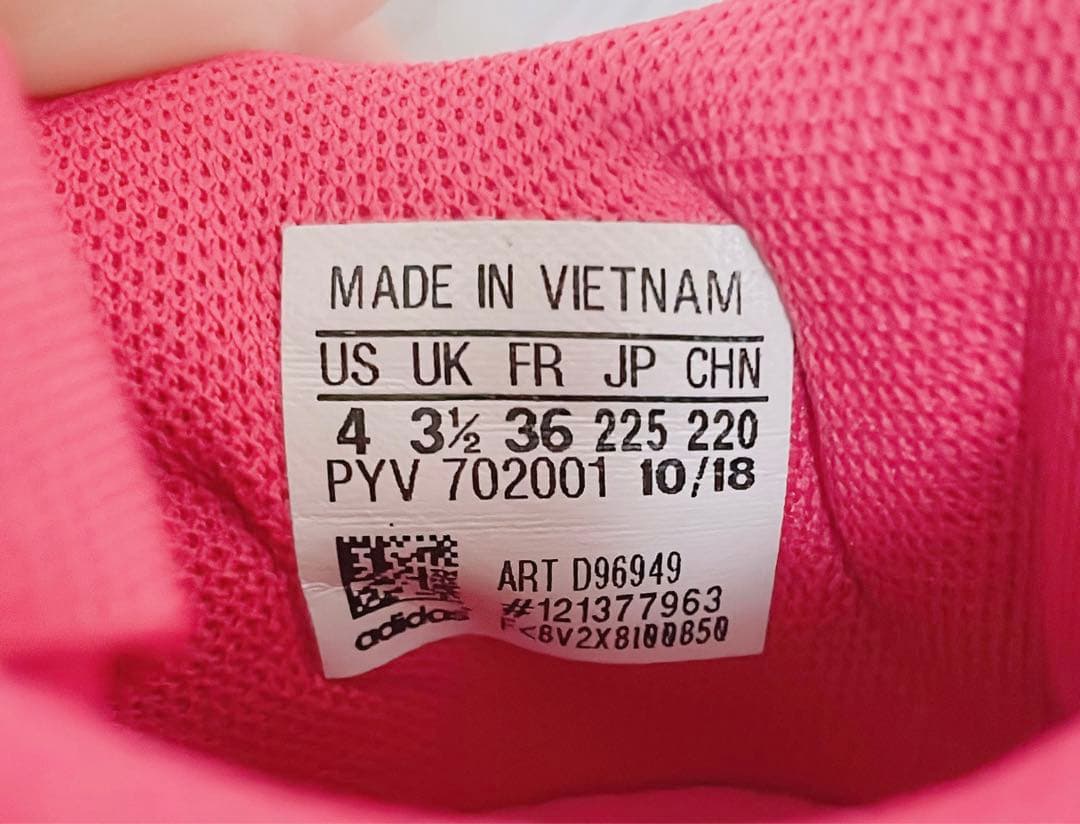 MADE IN VIETNAM
US UK FR JP CHN
4 3½ 36 225 220
PYV 702001 10/18
ART D96949
#121377963
adidas